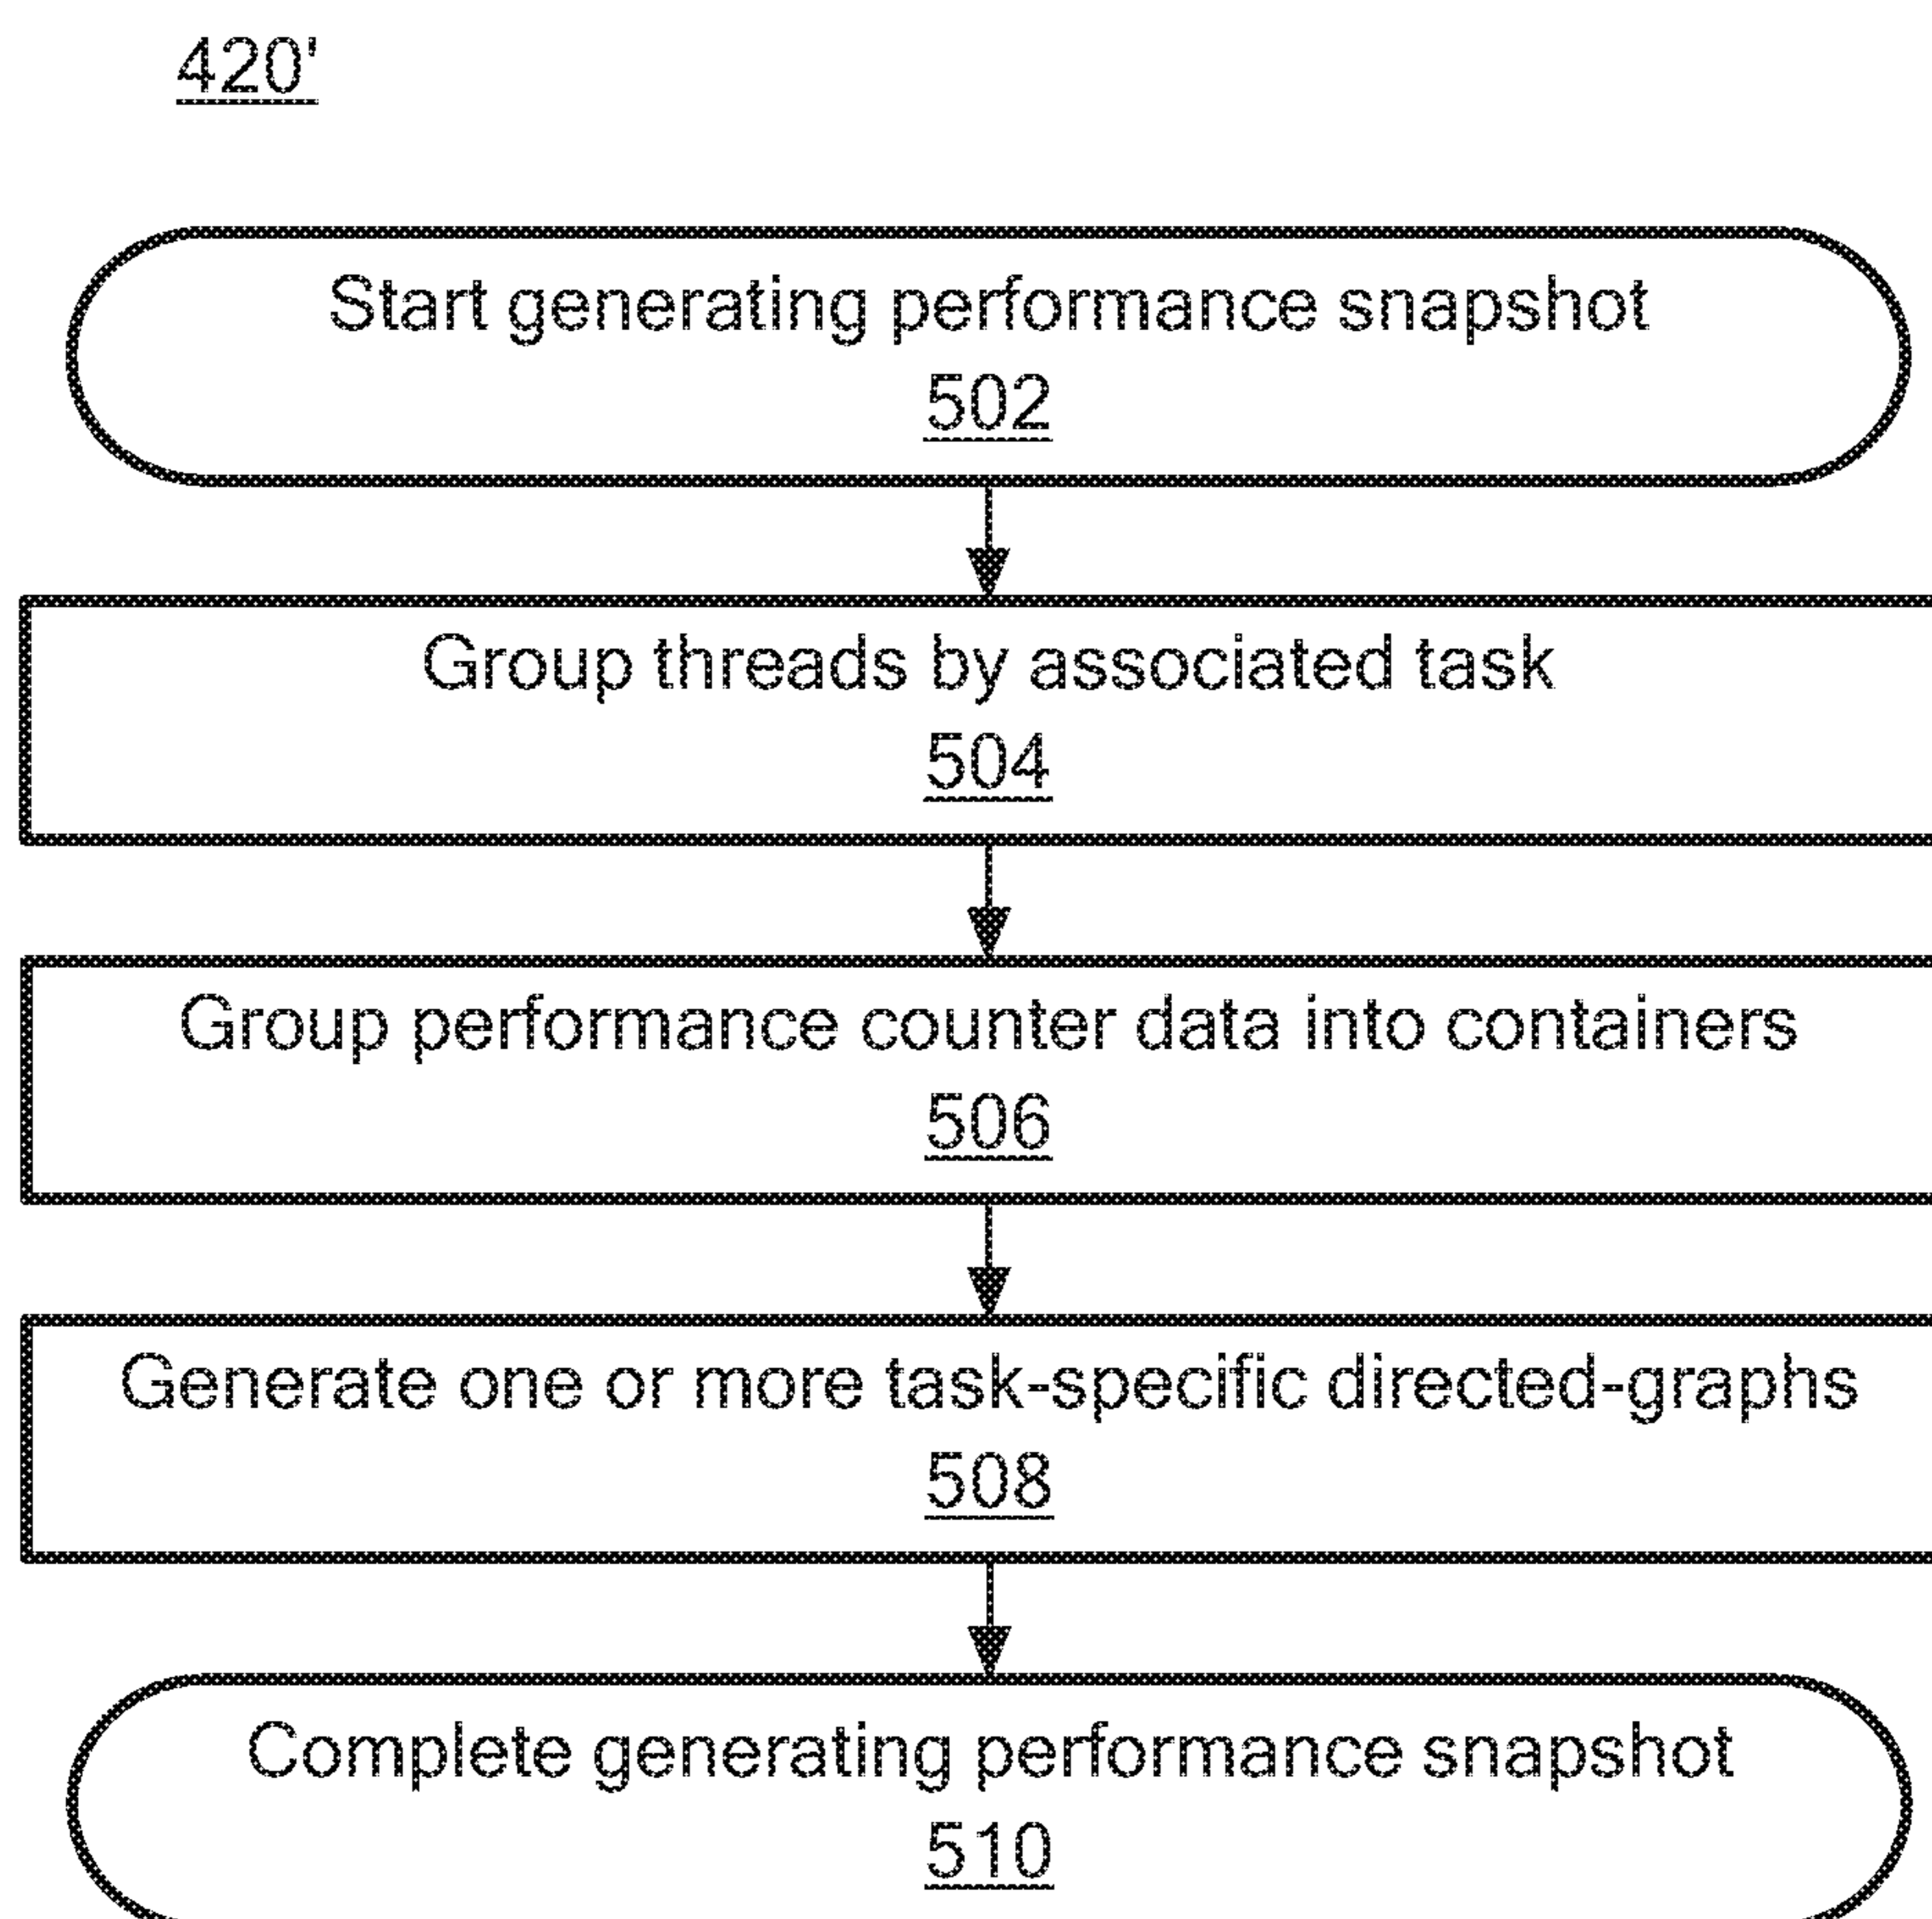 420'
Start generating performance snapshot
502
Group threads by associated task
504
Group performance counter data into containers
506
Generate one or more task-specific directed-graphs
508
Complete generating performance snapshot
510